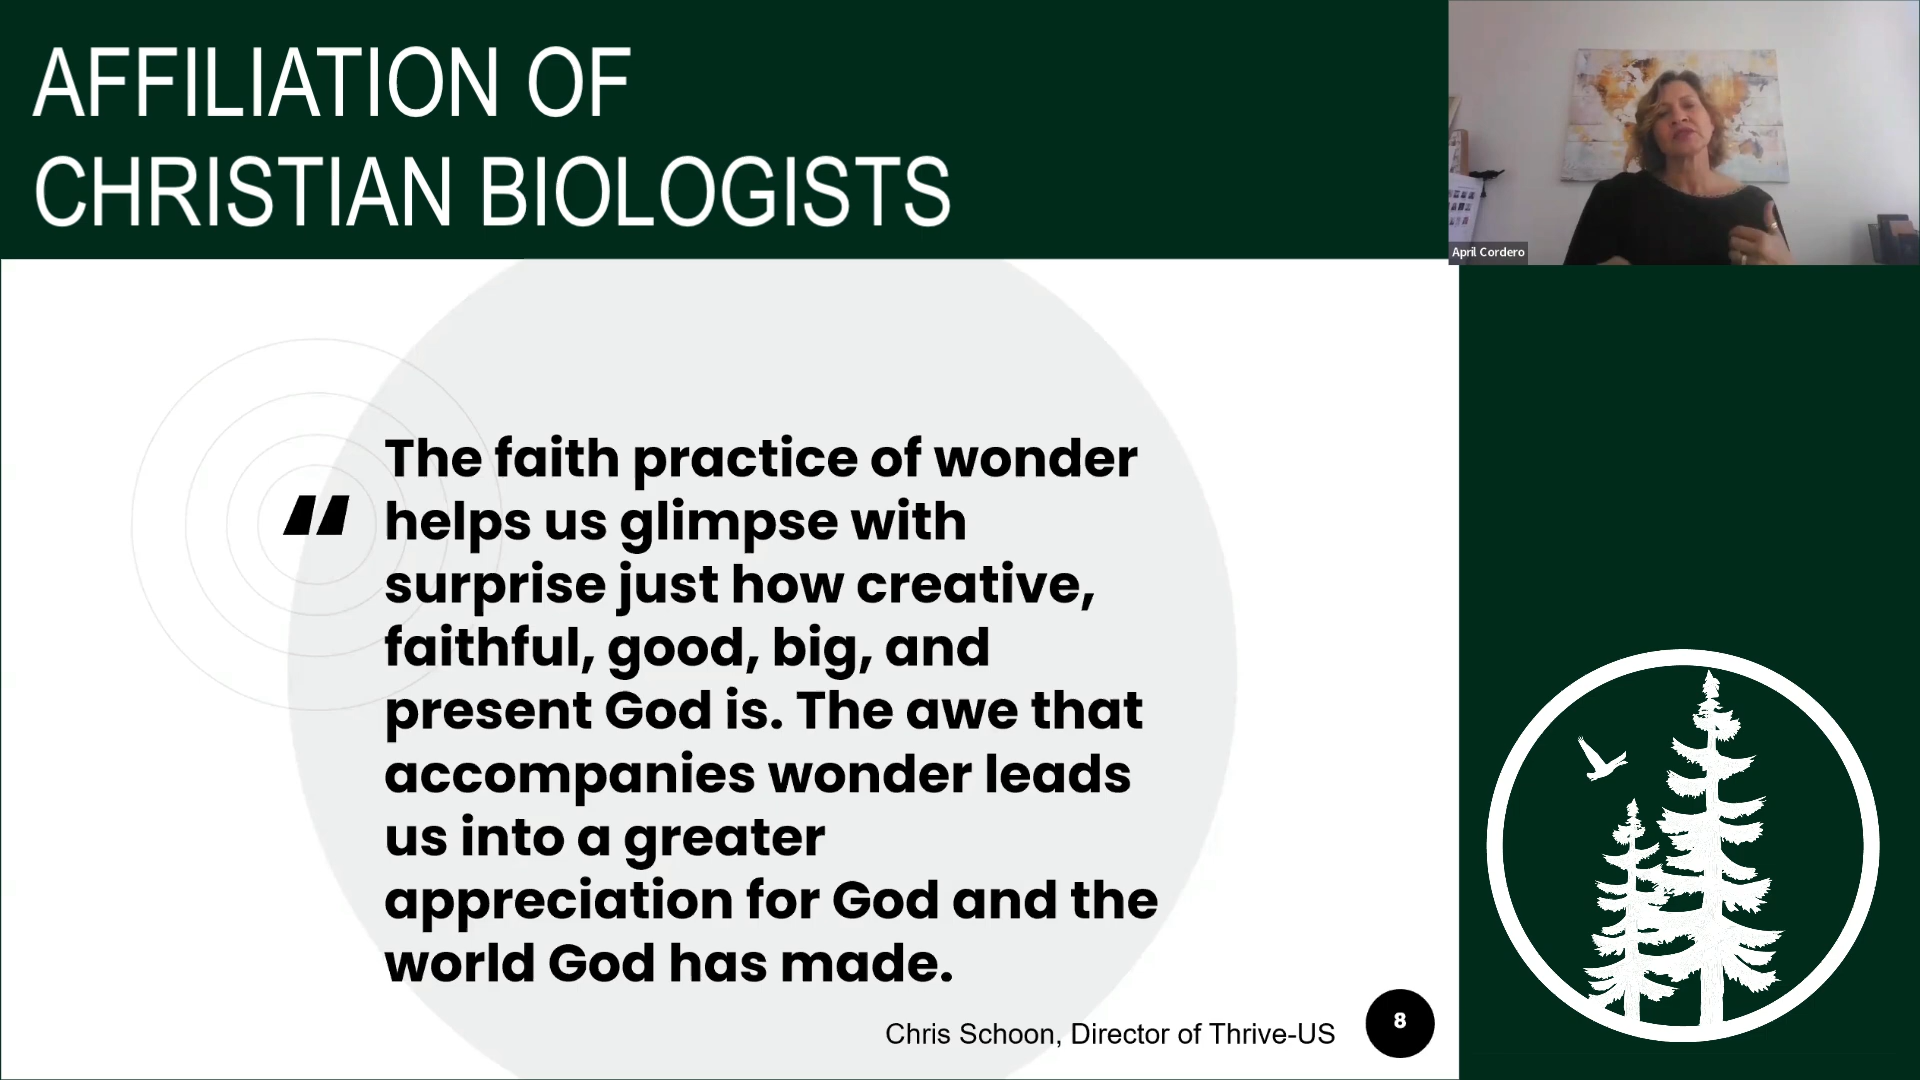 AFFILIATION OF
CHRISTIAN BIOLOGISTS
April Cordero
“
The faith practice of wonder
helps us glimpse with
surprise just how creative,
faithful, good, big, and
present God is. The awe that
accompanies wonder leads
us into a greater
appreciation for God and the
world God has made.
Chris Schoon, Director of Thrive-US
8